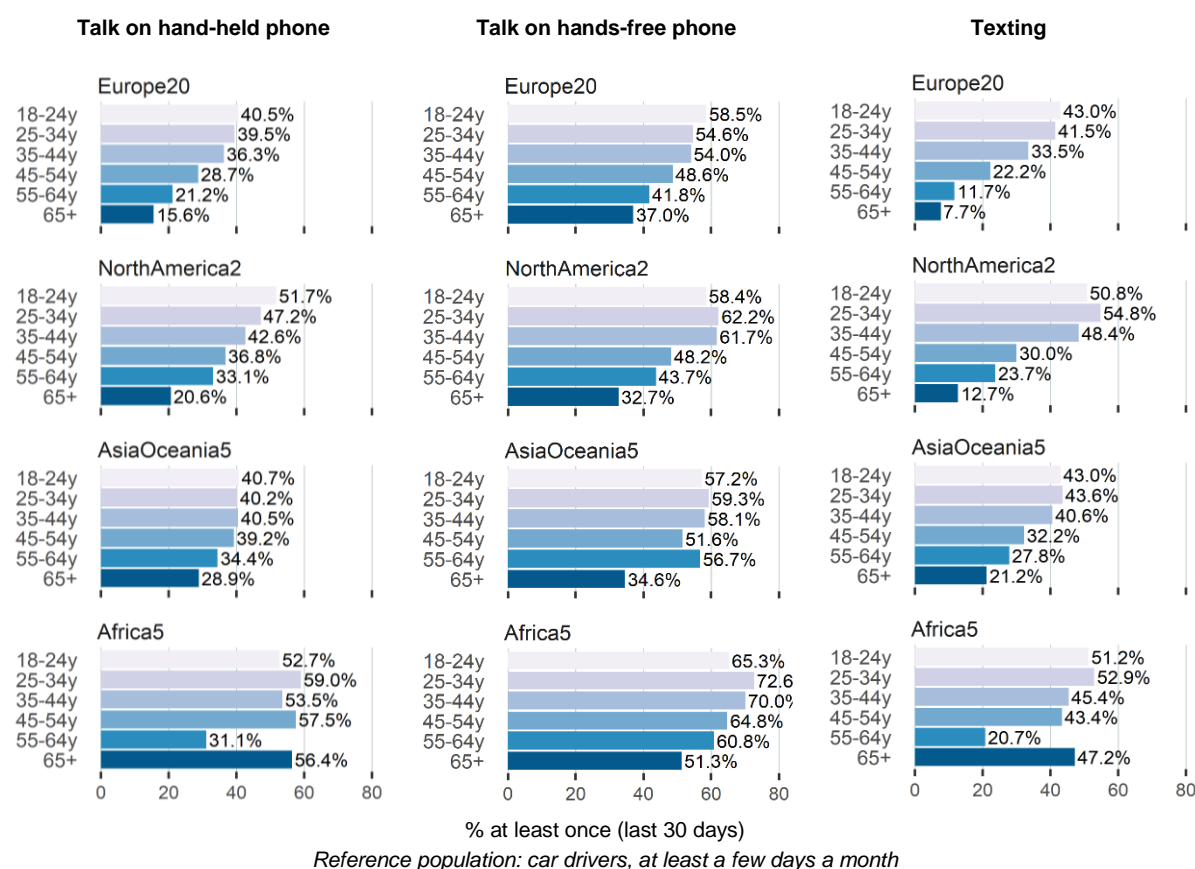 Talk on hand-held phone
Talk on hands-free phone
Texting
Europe20
18-24y 40.5%
25-34y 39.5%
35-44y 36.3%
45-54y 28.7%
55-64y 21.2%
65+ 15.6%
Europe20
58.5%
54.6%
54.0%
48.6%
41.8%
37.0%
Europe20
18-24y 43.0%
25-34y 41.5%
35-44y 33.5%
45-54y 22.2%
55-64y 11.7%
65+ 7.7%
NorthAmerica2
18-24y 51.7%
25-34y 47.2%
35-44y 42.6%
45-54y 36.8%
55-64y 33.1%
65+ 20.6%
NorthAmerica2
18-24y 58.4%
25-34y 62.2%
35-44y 61.7%
45-54y 48.2%
55-64y 43.7%
65+ 32.7%
NorthAmerica2
18-24y 50.8%
25-34y 54.8%
35-44y 48.4%
45-54y 30.0%
55-64y 23.7%
65+ 12.7%
AsiaOceania5
18-24y 40.7%
25-34y 40.2%
35-44y 40.5%
45-54y 39.2%
55-64y 34.4%
65+ 28.9%
AsiaOceania5
18-24y 57.2%
25-34y 59.3%
35-44y 58.1%
45-54y 51.6%
55-64y 56.7%
65+ 34.6%
AsiaOceania5
18-24y 43.0%
25-34y 43.6%
35-44y 40.6%
45-54y 32.2%
55-64y 27.8%
65+ 21.2%
Africa5
18-24y 52.7%
25-34y 59.0%
35-44y 53.5%
45-54y 57.5%
55-64y 31.1%
65+ 56.4%
0 20 40 60 80
Africa5
18-24y 65.3%
25-34y 72.6
35-44y 70.0%
45-54y 64.8%
55-64y 60.8%
65+ 51.3%
0 20 40 60 80
Africa5
18-24y 51.2%
25-34y 52.9%
35-44y 45.4%
45-54y 43.4%
55-64y 20.7%
65+ 47.2%
0 20 40 60 80
% at least once (last 30 days)
Reference population: car drivers, at least a few days a month